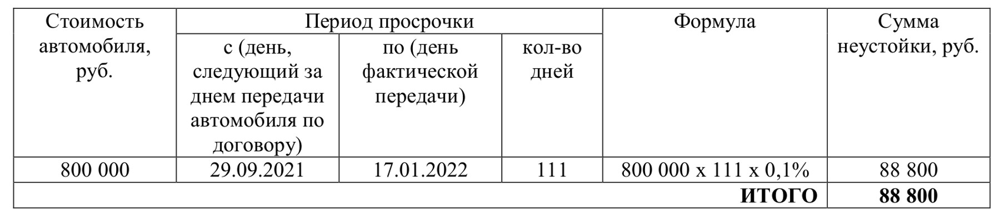 Стоимость
автомобиля,
руб.
Период просрочки
с (день,
следующий за
днем передачи
автомобиля по
договору)
по (день
фактической
передачи)
кол-во
дней
Формула
Сумма
неустойки, руб.
800 000
29.09.2021
17.01.2022
111
800 000 х 111 х 0,1%
88 800
ИТОГО
88 800